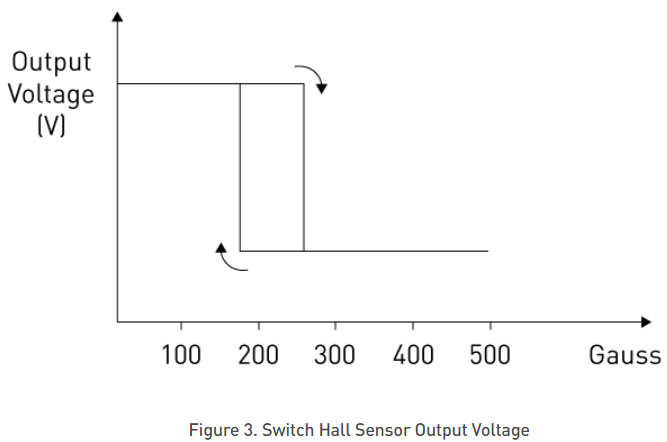 Output
Voltage
(V)
100 200 300 400 500 Gauss
Figure 3. Switch Hall Sensor Output Voltage